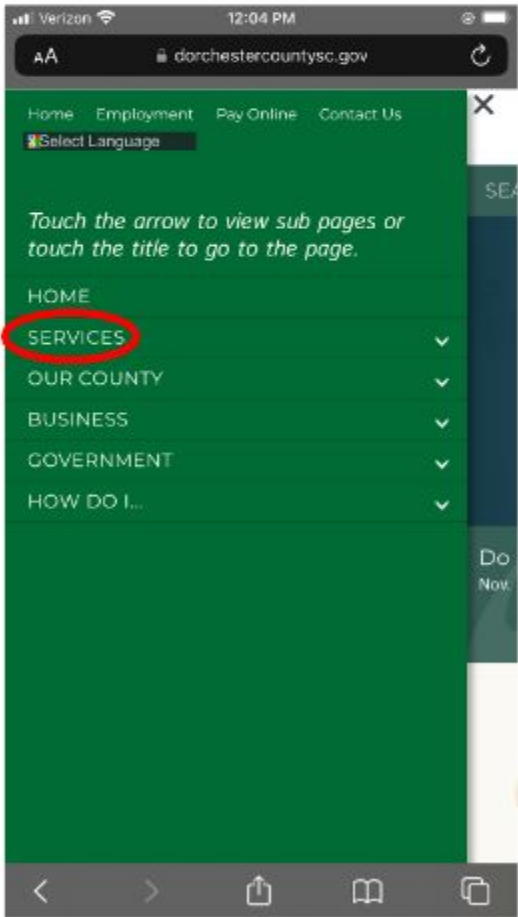 Verizon 12:04 PM
AA dorchestercountysc.gov
Home Employment Pay Online Contact Us
Select Language
Touch the arrow to view sub pages or
touch the title to go to the page.
HOME
SERVICES
OUR COUNTY
BUSINESS
GOVERNMENT
HOW DO I...
SEA
Do
Nov.